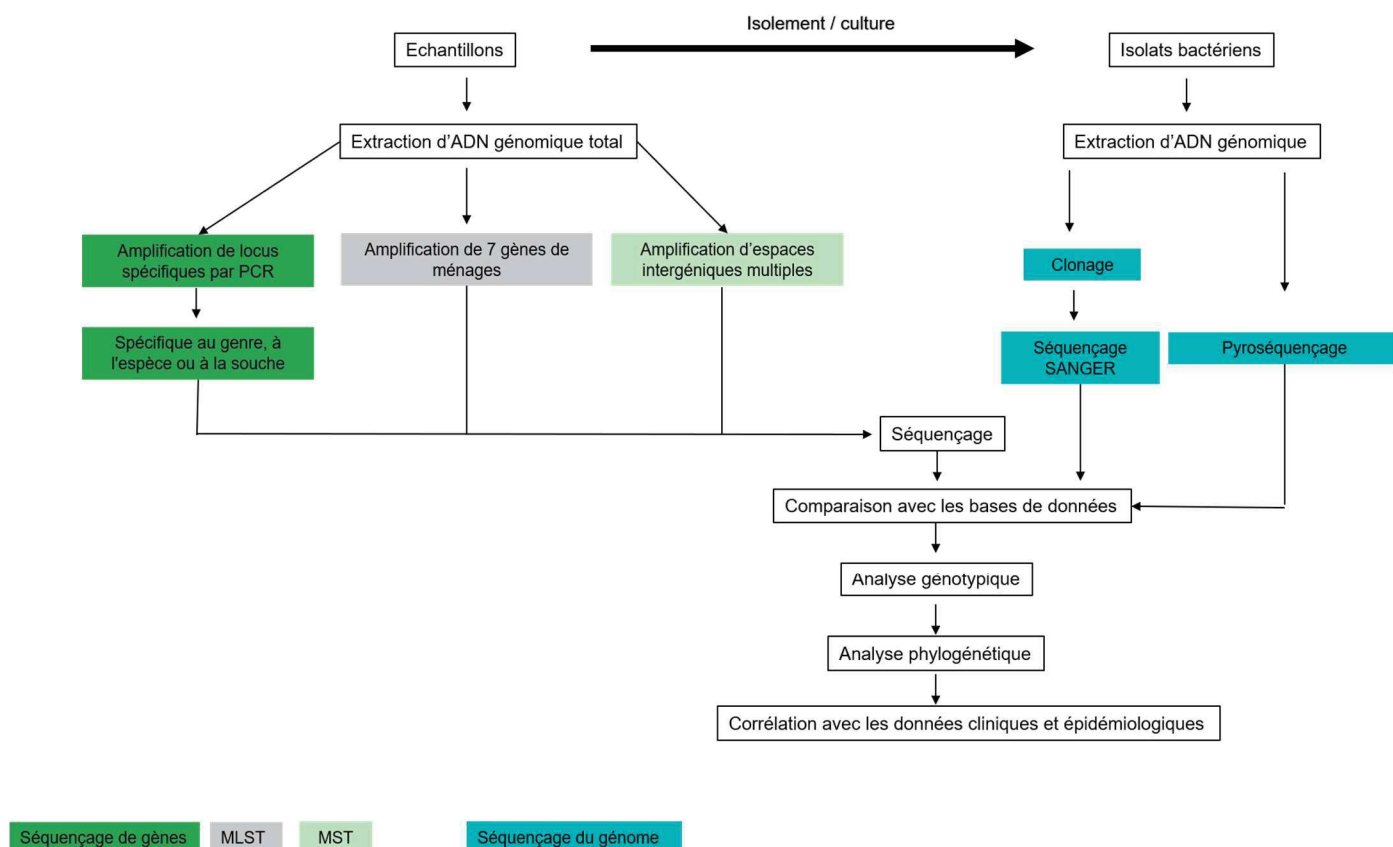 Isolement / culture
Echantillons
Isolats bactériens
Extraction d'ADN génomique total
Extraction d'ADN génomique
Amplification de locus
spécifiques par PCR
Amplification de 7 gènes de
ménages
Amplification d'espaces
intergéniques multiples
Clonage
Spécifique au genre, à
l'espèce ou à la souche
Séquençage
SANGER
Pyroséquençage
Séquençage
Comparaison avec les bases de données
Analyse génotypique
Analyse phylogénétique
Corrélation avec les données cliniques et épidémiologiques
Séquençage de gènes
MLST
MST
Séquençage du génome